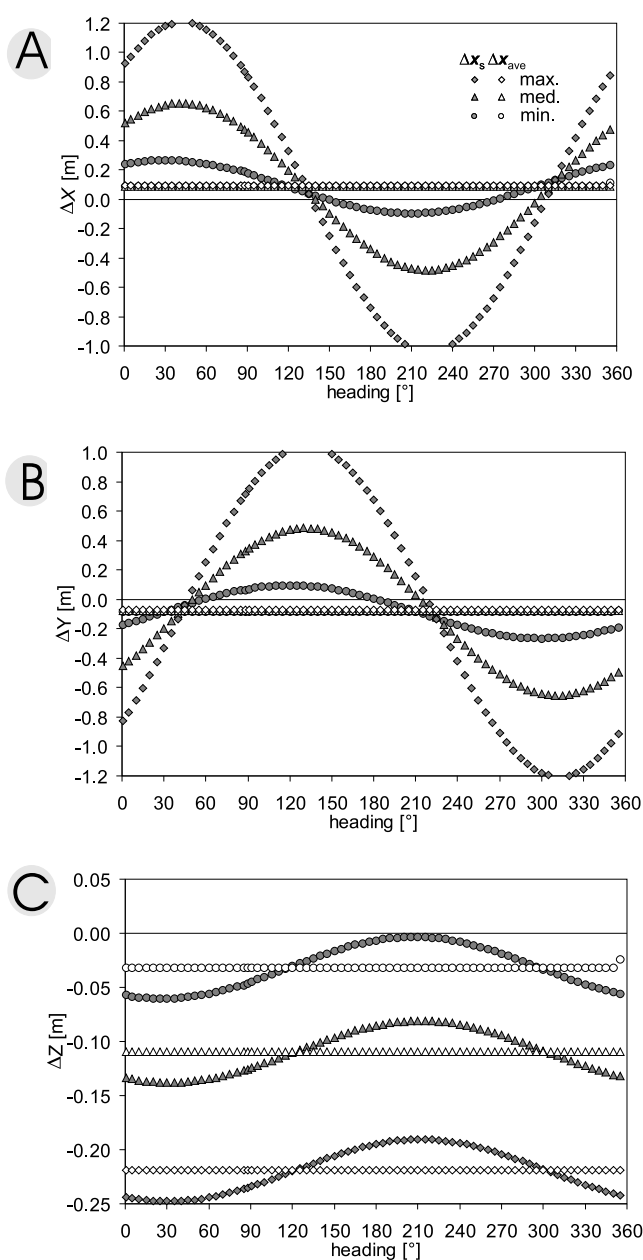 A
1.2
1.0
0.8
0.6
0.4
0.2
0.0
-0.2
-0.4
-0.6
-0.8
-1.0
ΔX [m]
Δxs Δxave
max.
med.
min.
0 30 60 90 120 150 180 210 240 270 300 330 360
heading [°]
B
1.0
0.8
0.6
0.4
0.2
0.0
-0.2
-0.4
-0.6
-0.8
-1.0
-1.2
ΔY [m]
0 30 60 90 120 150 180 210 240 270 300 330 360
heading [°]
C
0.05
0.00
-0.05
-0.10
-0.15
-0.20
-0.25
ΔZ [m]
0 30 60 90 120 150 180 210 240 270 300 330 360
heading [°]